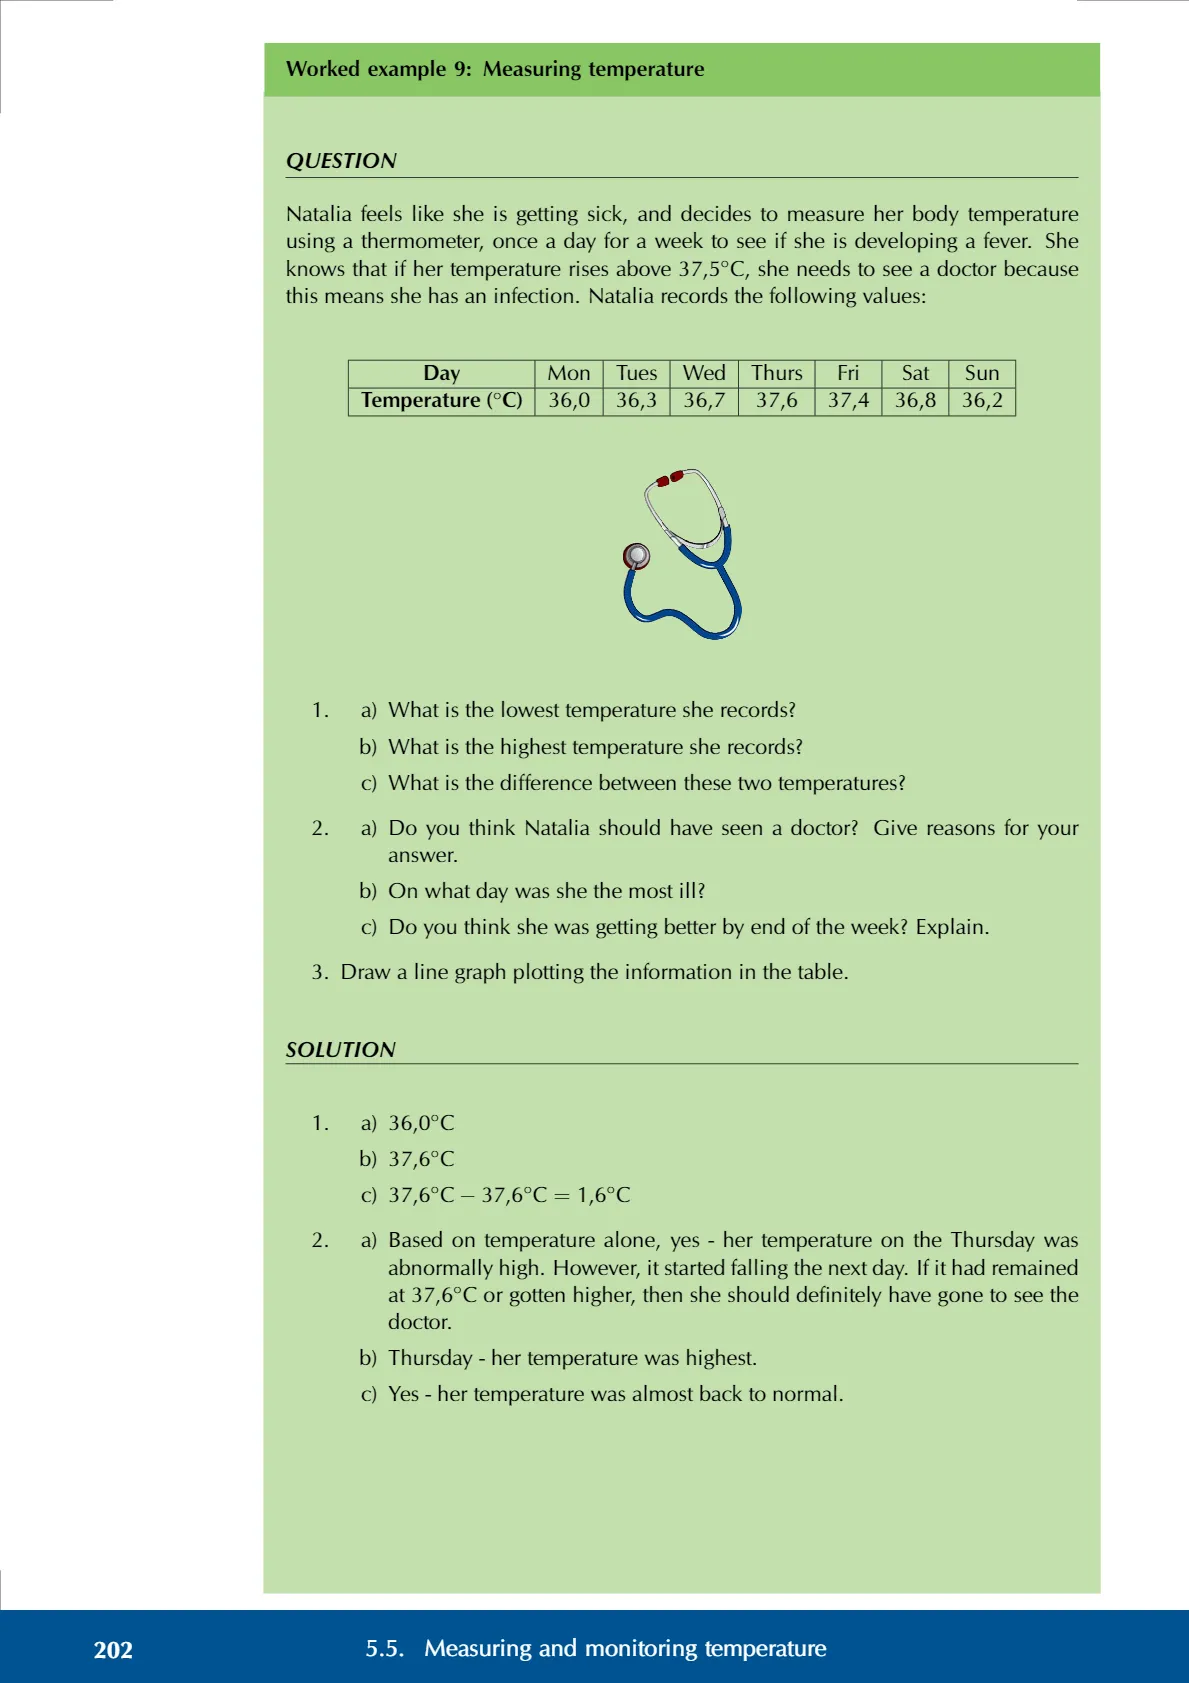 Worked example 9: Measuring temperature
QUESTION
Natalia feels like she is getting sick, and decides to measure her body temperature
using a thermometer, once a day for a week to see if she is developing a fever. She
knows that if her temperature rises above 37,5°C, she needs to see a doctor because
this means she has an infection. Natalia records the following values:
Day Mon Tues Wed Thurs Fri Sat Sun
Temperature (°C) 36,0 36,3 36,7 37,6 37,4 36,8 36,2
1. a) What is the lowest temperature she records?
b) What is the highest temperature she records?
c) What is the difference between these two temperatures?
2. a) Do you think Natalia should have seen a doctor? Give reasons for your
answer.
b) On what day was she the most ill?
c) Do you think she was getting better by end of the week? Explain.
3. Draw a line graph plotting the information in the table.
SOLUTION
1. a) 36,0°C
b) 37,6°C
c) 37,6°C − 37,6°C = 1,6°C
2. a) Based on temperature alone, yes - her temperature on the Thursday was
abnormally high. However, it started falling the next day. If it had remained
at 37,6°C or gotten higher, then she should definitely have gone to see the
doctor.
b) Thursday - her temperature was highest.
c) Yes - her temperature was almost back to normal.
202 5.5. Measuring and monitoring temperature